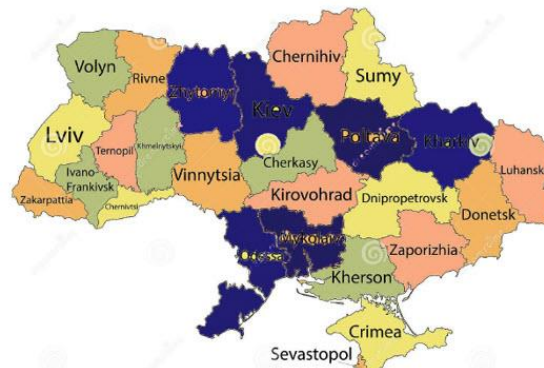 Chernihiv
Volyn
Rivne
Sumy
Zhytomyr
Kiev
Lviv
Poltava
Kharkiv
Ternopil
Khmelnytskyi
Cherkasy
Luhansk
Ivano-
Frankivsk
Vinnytsia
Kirovohrad
Dnipropetrovsk
Zakarpattia
Chernivtsi
Donetsk
Mykolaiv
Zaporizhia
Odessa
Kherson
Crimea
Sevastopol